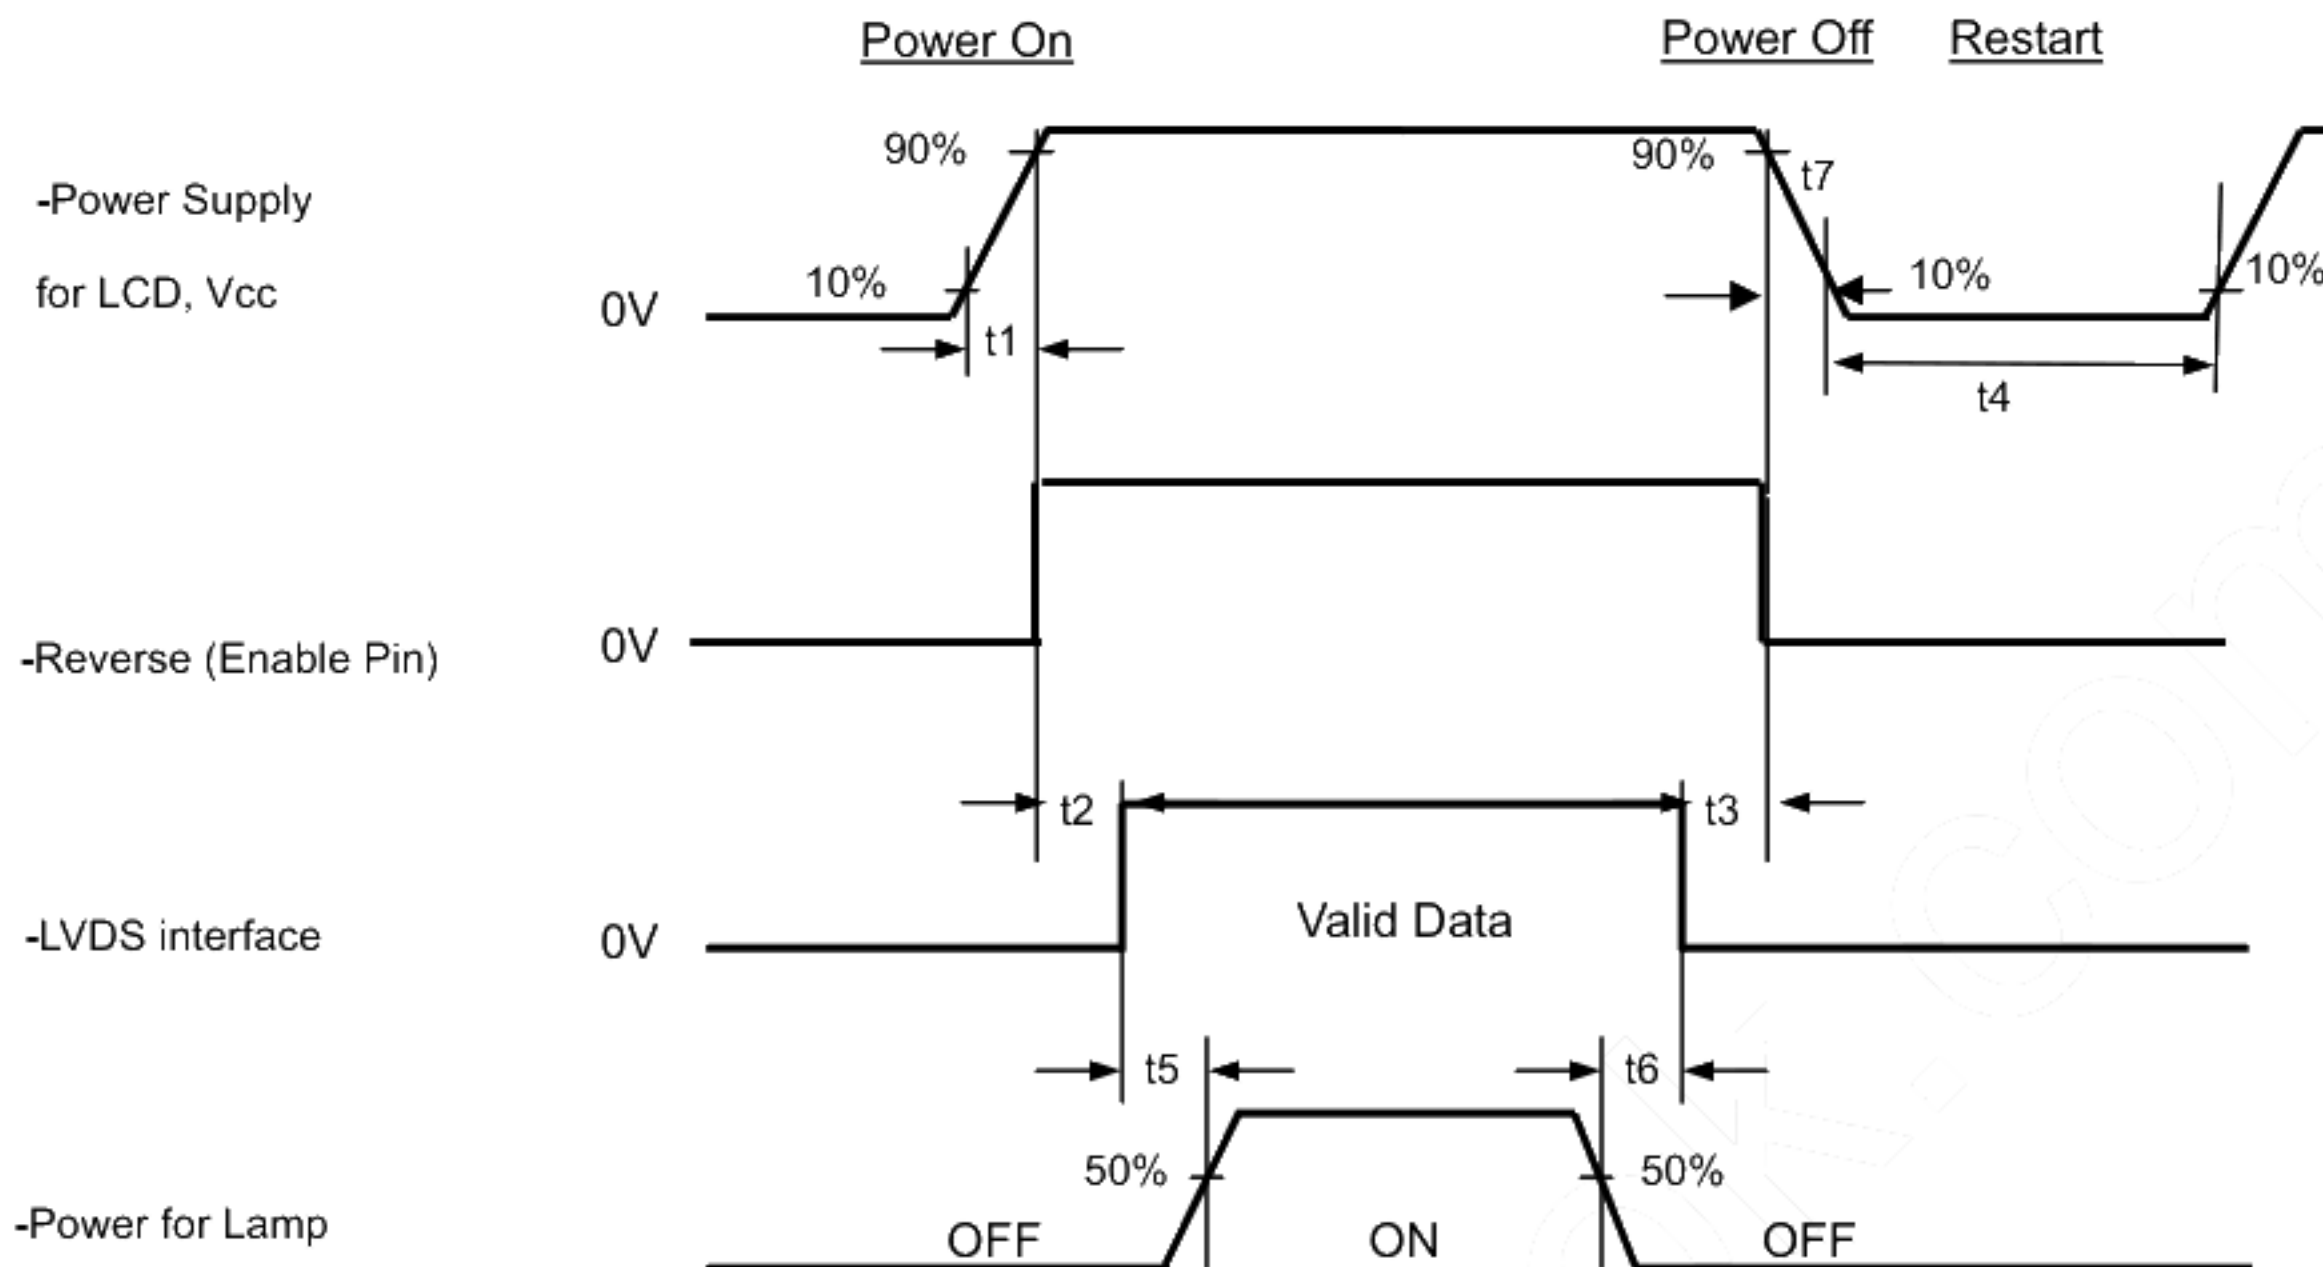 Power On
Power Off
Restart
90%
90%
t7
-Power Supply
for LCD, Vcc
10%
10%
10%
0V
t1
t4
-Reverse (Enable Pin)
0V
t2
t3
Valid Data
-LVDS interface
0V
t5
t6
50%
50%
-Power for Lamp
OFF
ON
OFF